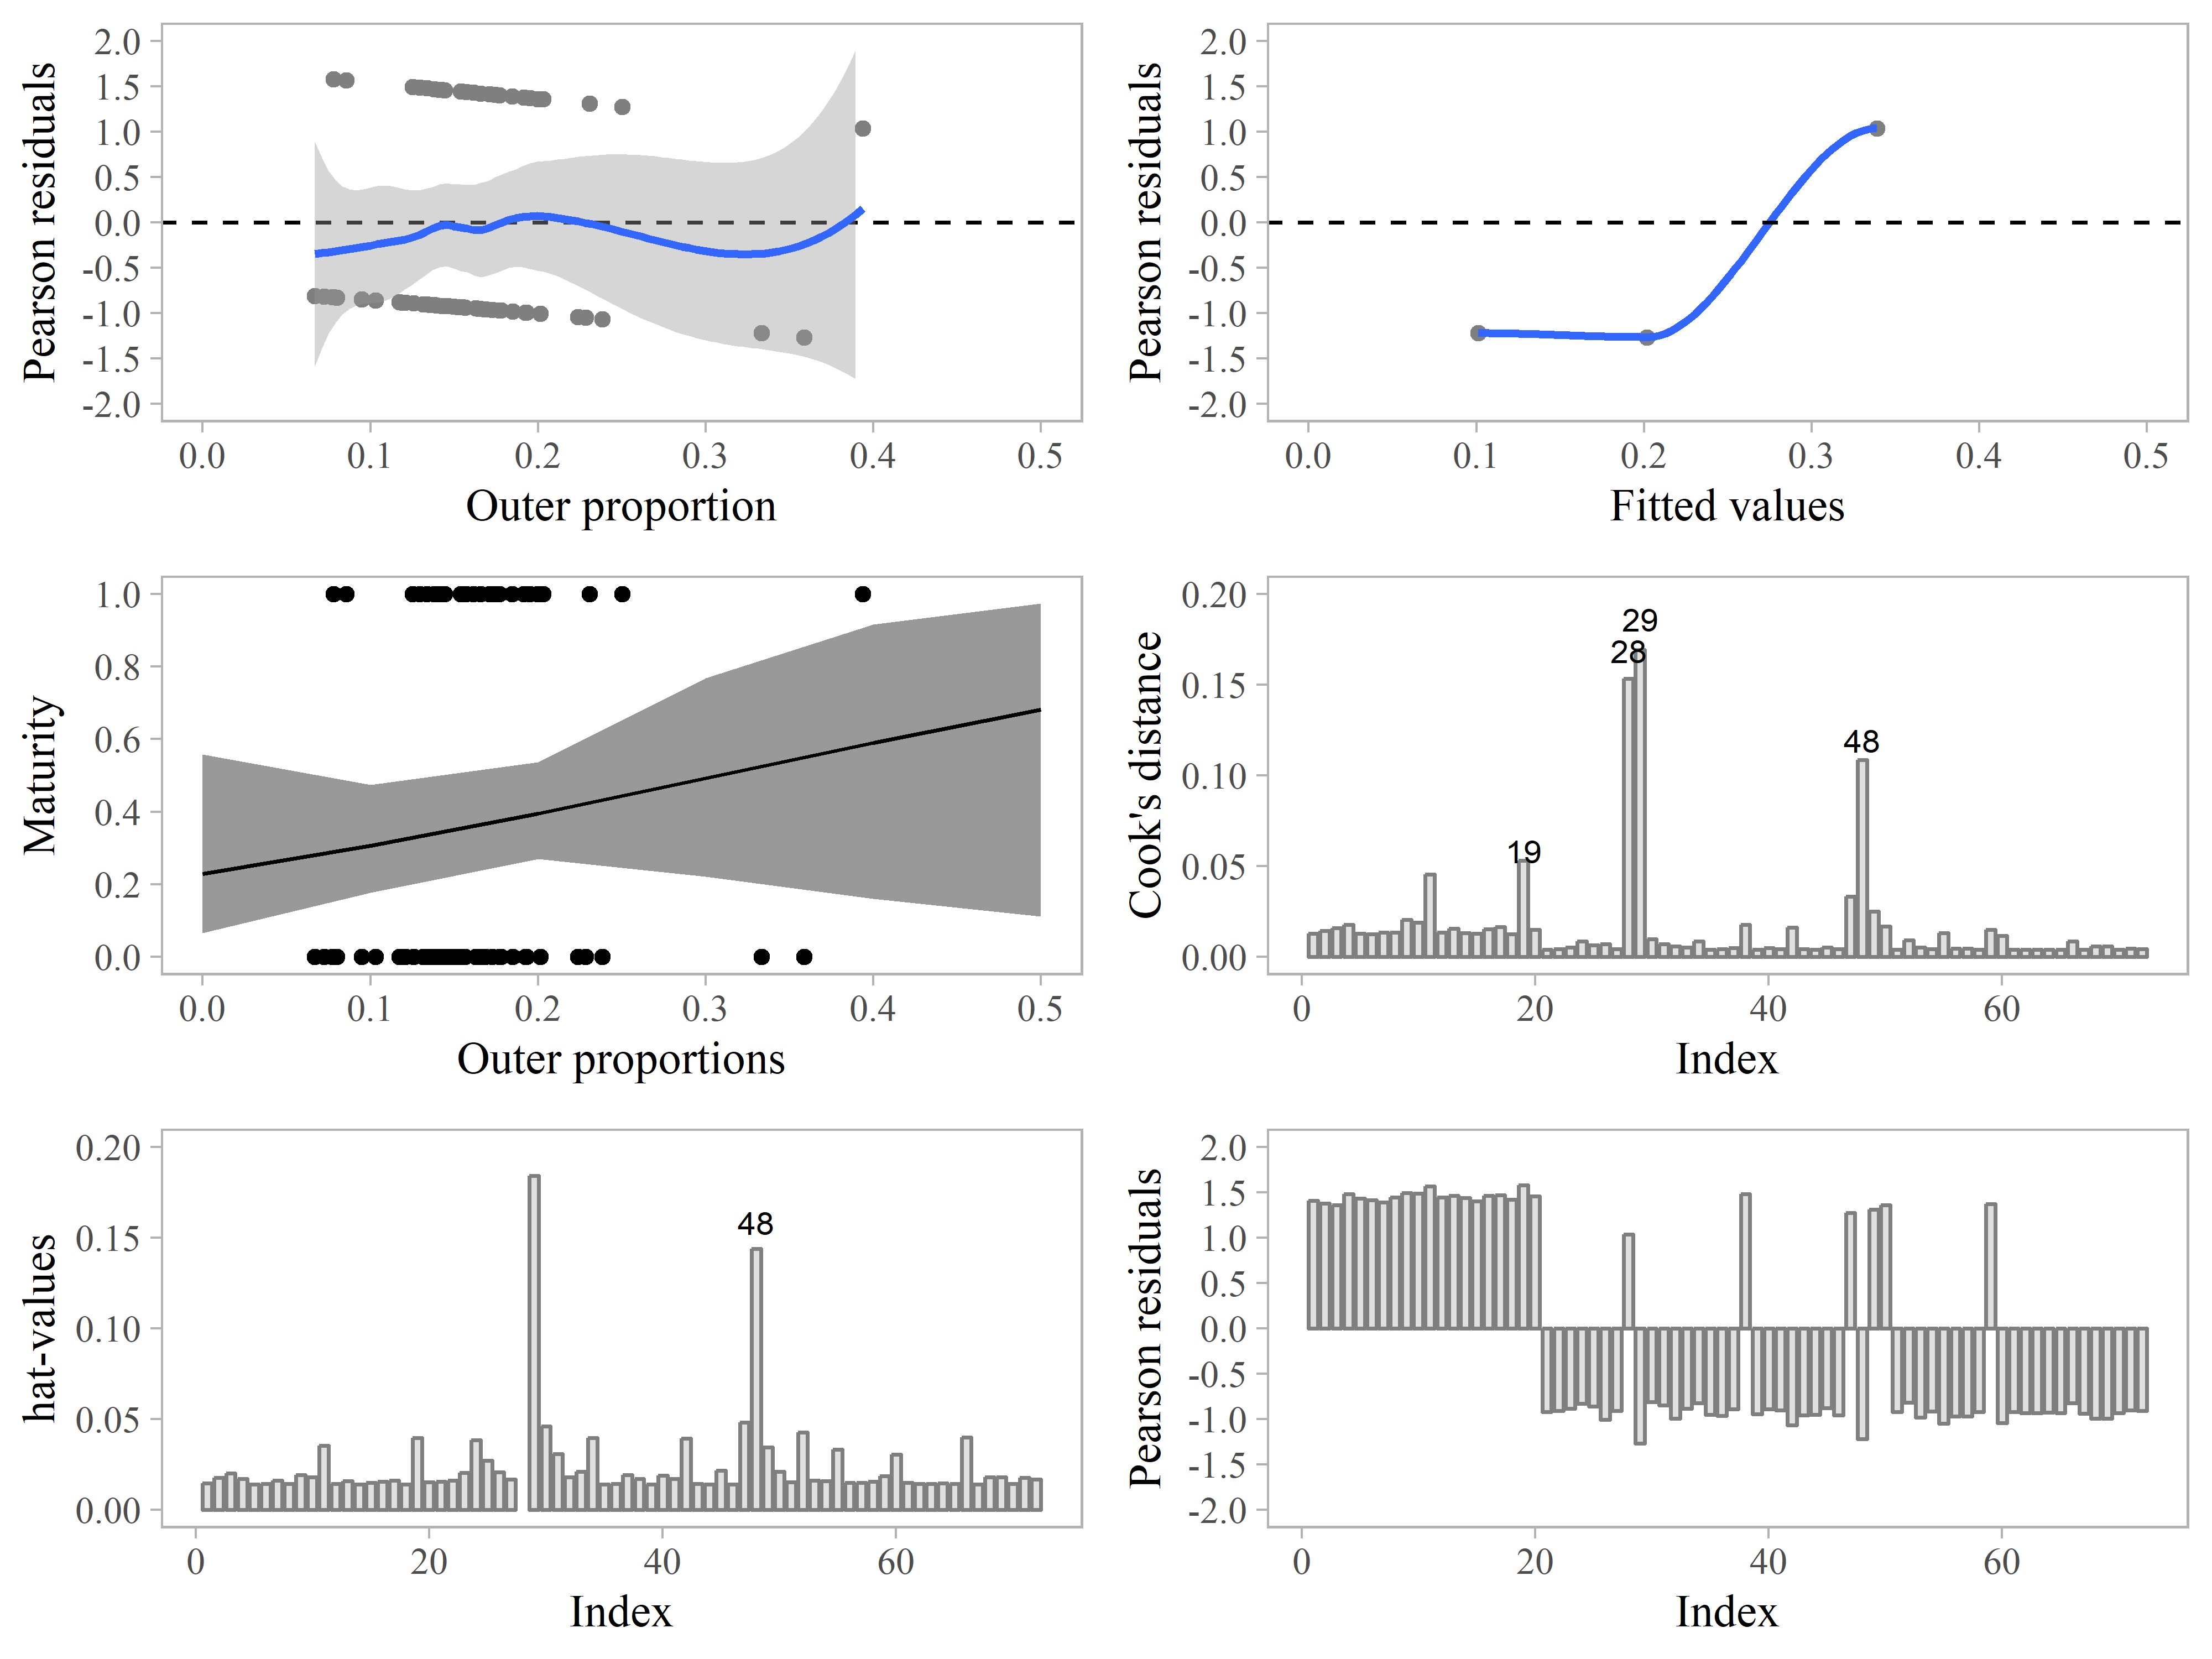 2.0
1.5
1.0
0.5
0.0
-0.5
-1.0
-1.5
-2.0
Pearson residuals
0.0 0.1 0.2 0.3 0.4 0.5
Outer proportion
2.0
1.5
1.0
0.5
0.0
-0.5
-1.0
-1.5
-2.0
Pearson residuals
0.0 0.1 0.2 0.3 0.4 0.5
Fitted values
1.0
0.8
0.6
0.4
0.2
0.0
Maturity
0.0 0.1 0.2 0.3 0.4 0.5
Outer proportions
0.20
0.15
0.10
0.05
0.00
Cook's distance
29
28
48
19
0 20 40 60
Index
0.20
0.15
0.10
0.05
0.00
hat-values
48
0 20 40 60
Index
2.0
1.5
1.0
0.5
0.0
-0.5
-1.0
-1.5
-2.0
Pearson residuals
0 20 40 60
Index